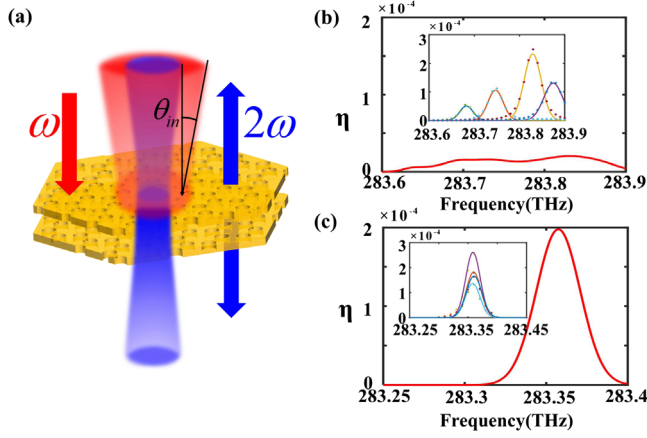 (a)
ω
θin
2ω
(b)
2 × 10⁻⁴
η
1
0
283.6 283.7 283.8 283.9
Frequency(THz)
× 10⁻⁴
3
2
1
0
283.6 283.7 283.8 283.9
(c)
2 × 10⁻⁴
η
1
0
283.25 283.3 283.35 283.4
Frequency(THz)
3 × 10⁻⁴
2
1
0
283.25 283.35 283.45